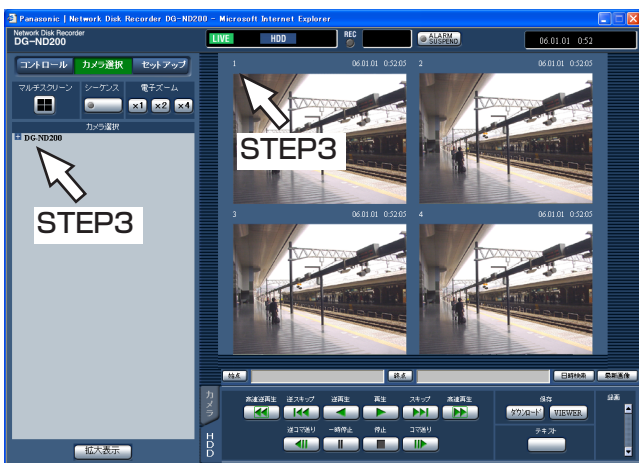 Panasonic | Network Disk Recorder DG-ND200 - Microsoft Internet Explorer
Network Disk Recorder
DG-ND200
LIVE HDD REC ALARM SUSPEND 06.01.01 0:52
コントロール カメラ選択 セットアップ
マルチスクリーン シーケンス 電子ズーム
×1 ×2 ×4
カメラ選択
DG-ND200
STEP3
拡大表示
1 06.01.01 0:52:05 2 06.01.01 0:52:05
STEP3
3 06.01.01 0:52:05 4 06.01.01 0:52:05
始点 終点 日時検索 最新画像
カメラ
HDD
高速逆再生 逆スキップ 逆再生 再生 スキップ 高速再生 保存 録画
ダウンロード VIEWER
逆コマ送り 一時停止 停止 コマ送り テキスト